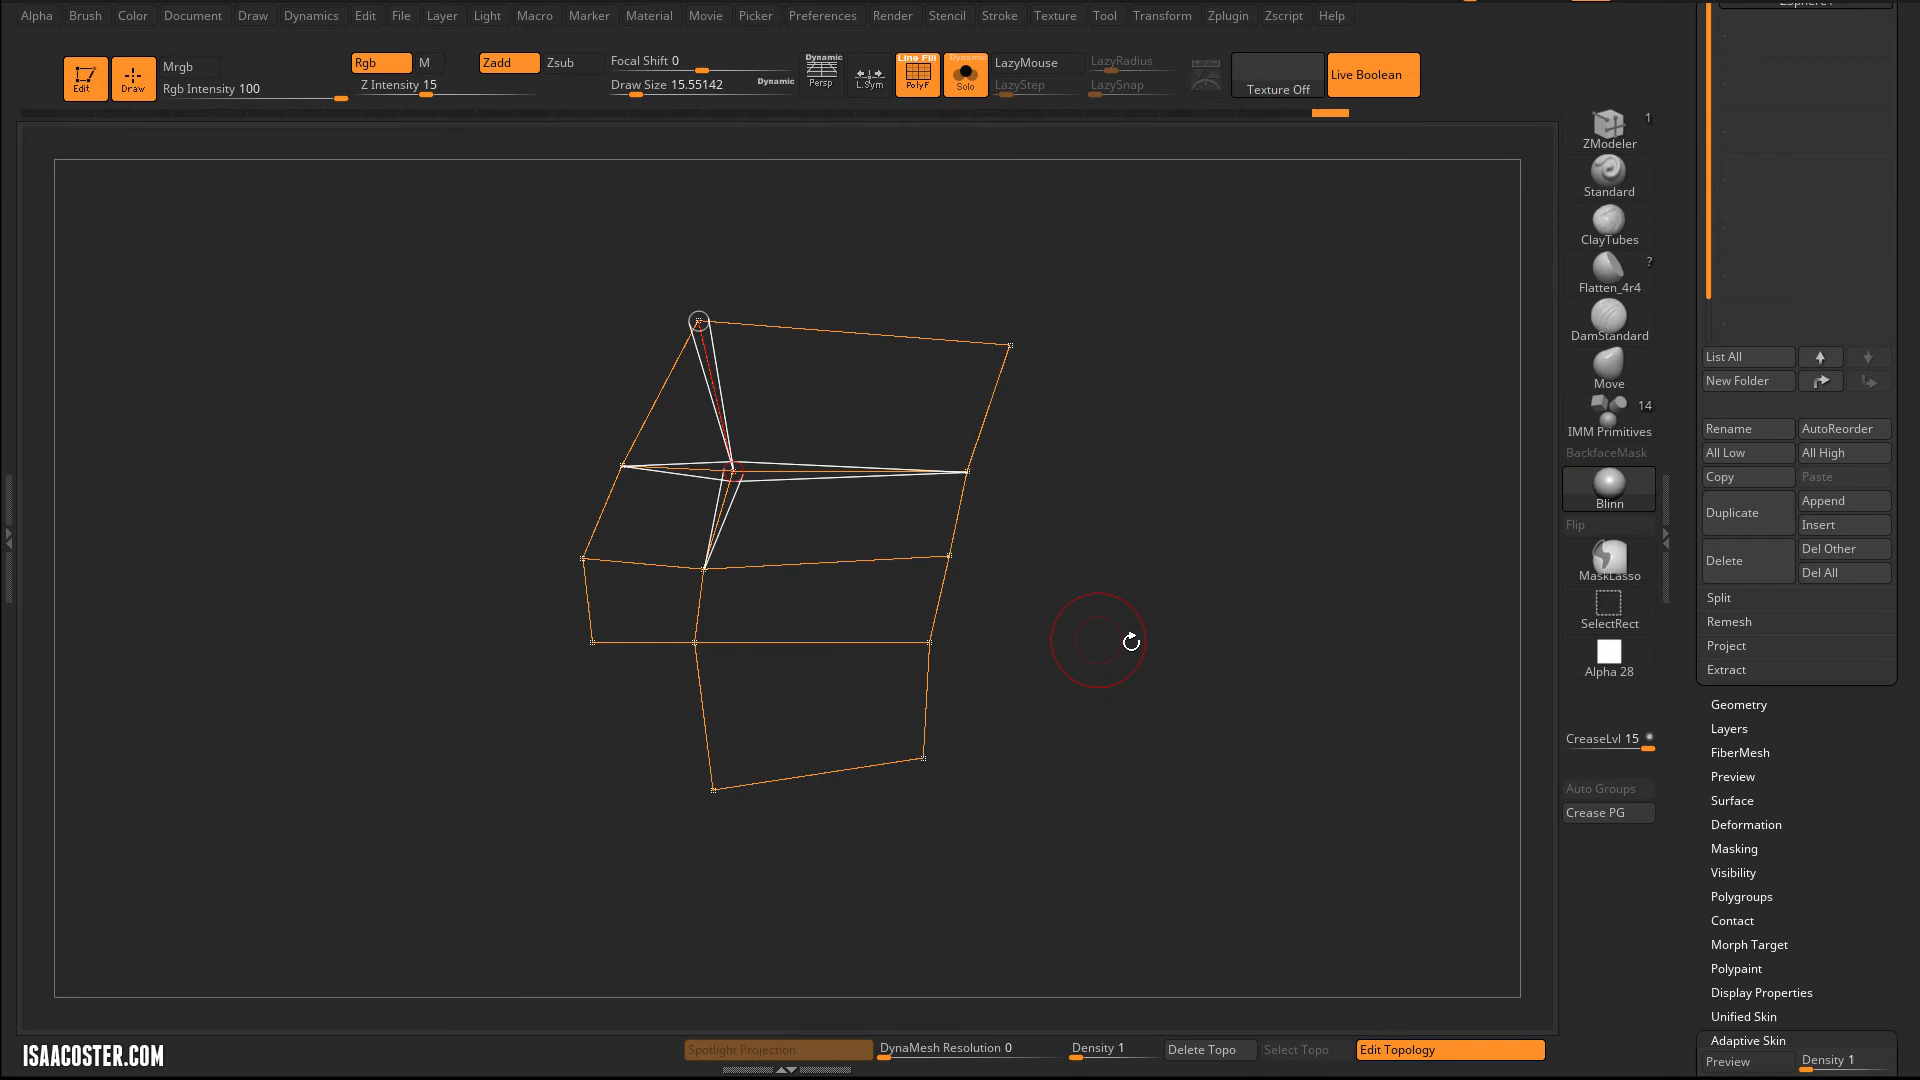 Alpha Brush Color Document Draw Dynamics Edit File Layer Light Macro Marker Material Movie Picker Preferences Render Stencil Stroke Texture Tool Transform Zplugin Zscript Help
Edit
Draw
Mrgb
Rgb Intensity 100
Rgb
M
Z Intensity 15
Zadd
Zsub
Focal Shift 0
Draw Size 15.55142
Dynamic
Dynamic
Persp
L.Sym
Line Fill
PolyF
Dynamic
Solo
LazyMouse
LazyStep
LazyRadius
LazySnap
Texture Off
Live Boolean
1
ZModeler
Standard
ClayTubes
?
Flatten_4r4
DamStandard
Move
14
IMM Primitives
BackfaceMask
Blinn
Flip
MaskLasso
SelectRect
Alpha 28
CreaseLvl 15
Auto Groups
Crease PG
List All
New Folder
Rename
AutoReorder
All Low
All High
Copy
Paste
Duplicate
Append
Insert
Delete
Del Other
Del All
Split
Remesh
Project
Extract
Geometry
Layers
FiberMesh
Preview
Surface
Deformation
Masking
Visibility
Polygroups
Contact
Morph Target
Polypaint
Display Properties
Unified Skin
Adaptive Skin
Preview
Density 1
ISAACOSTER.COM
Spotlight Projection
DynaMesh Resolution 0
Density 1
Delete Topo
Select Topo
Edit Topology